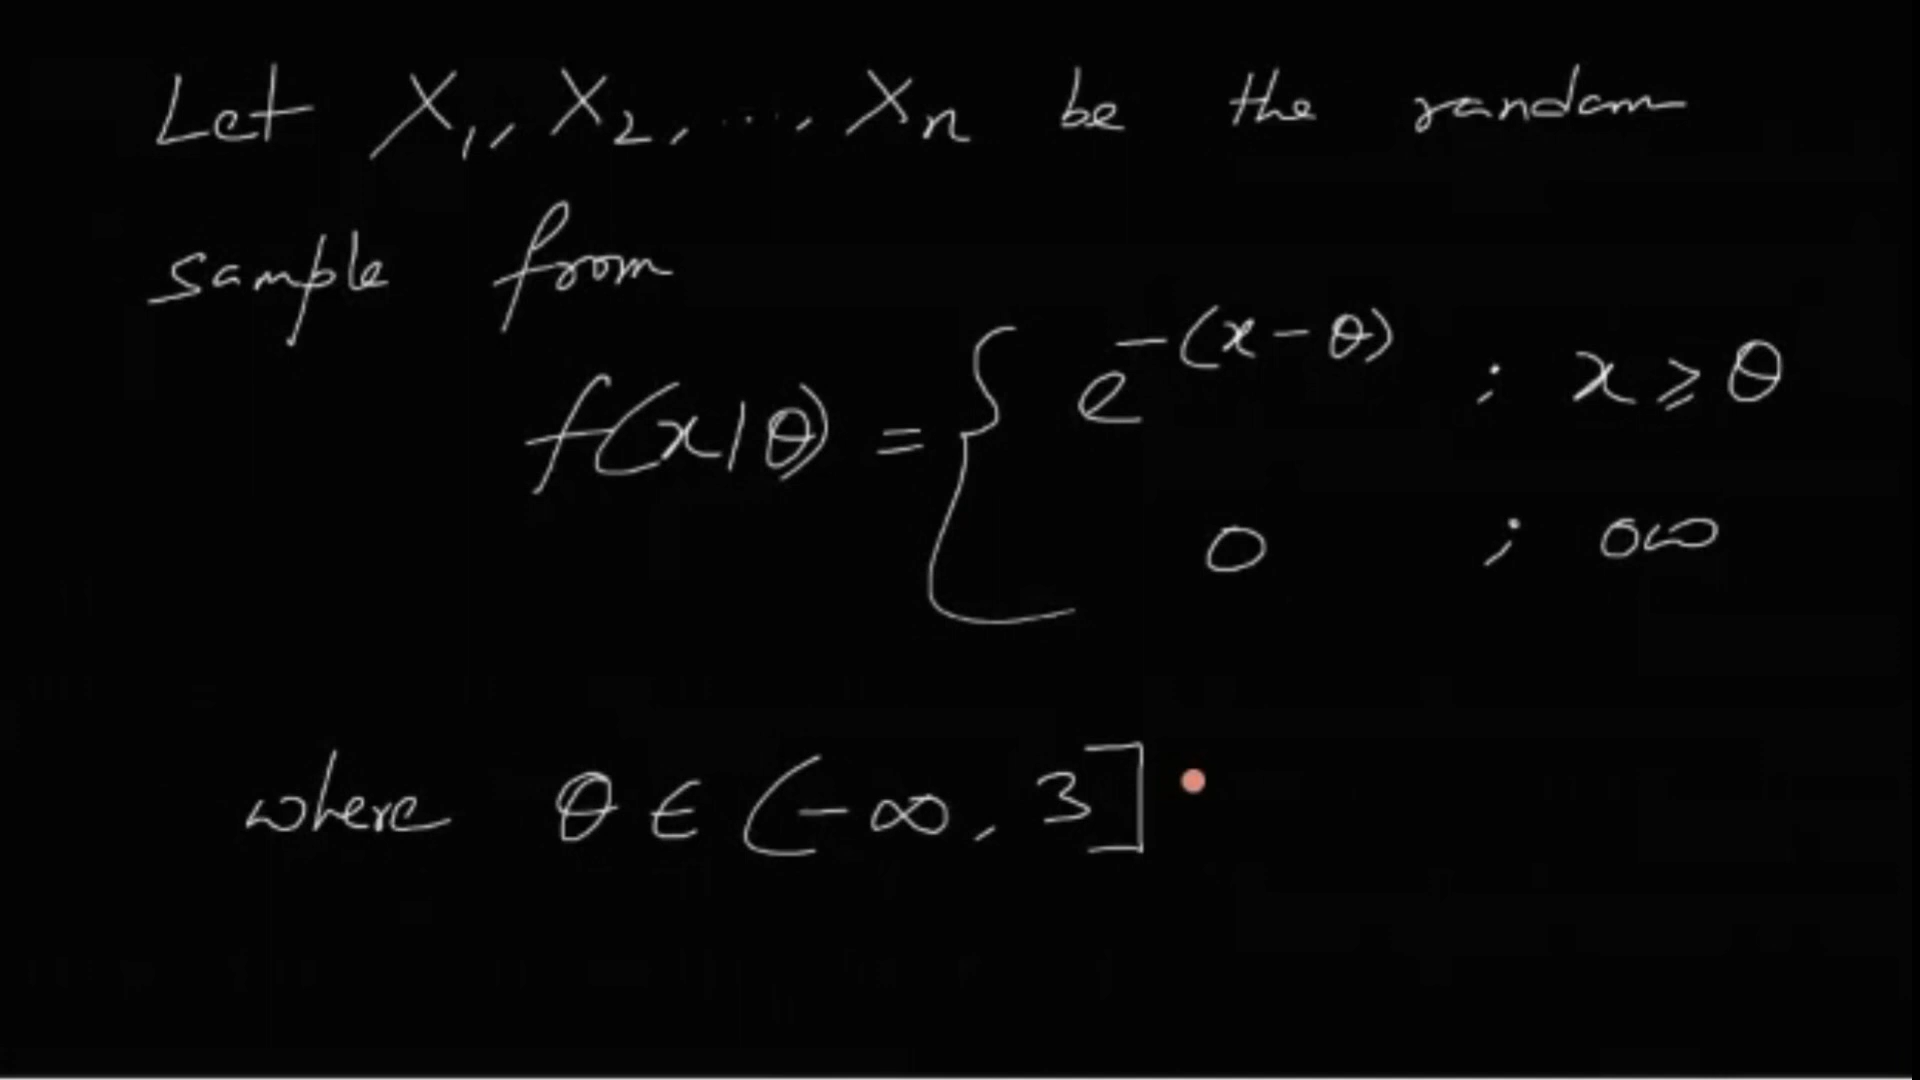 Let X₁, X₂, ..., Xn be the random
sample from
f(x|θ) = { e^-(x-θ) ; x ≥ θ
0 ; ow
where θ ∈ (-∞, 3]